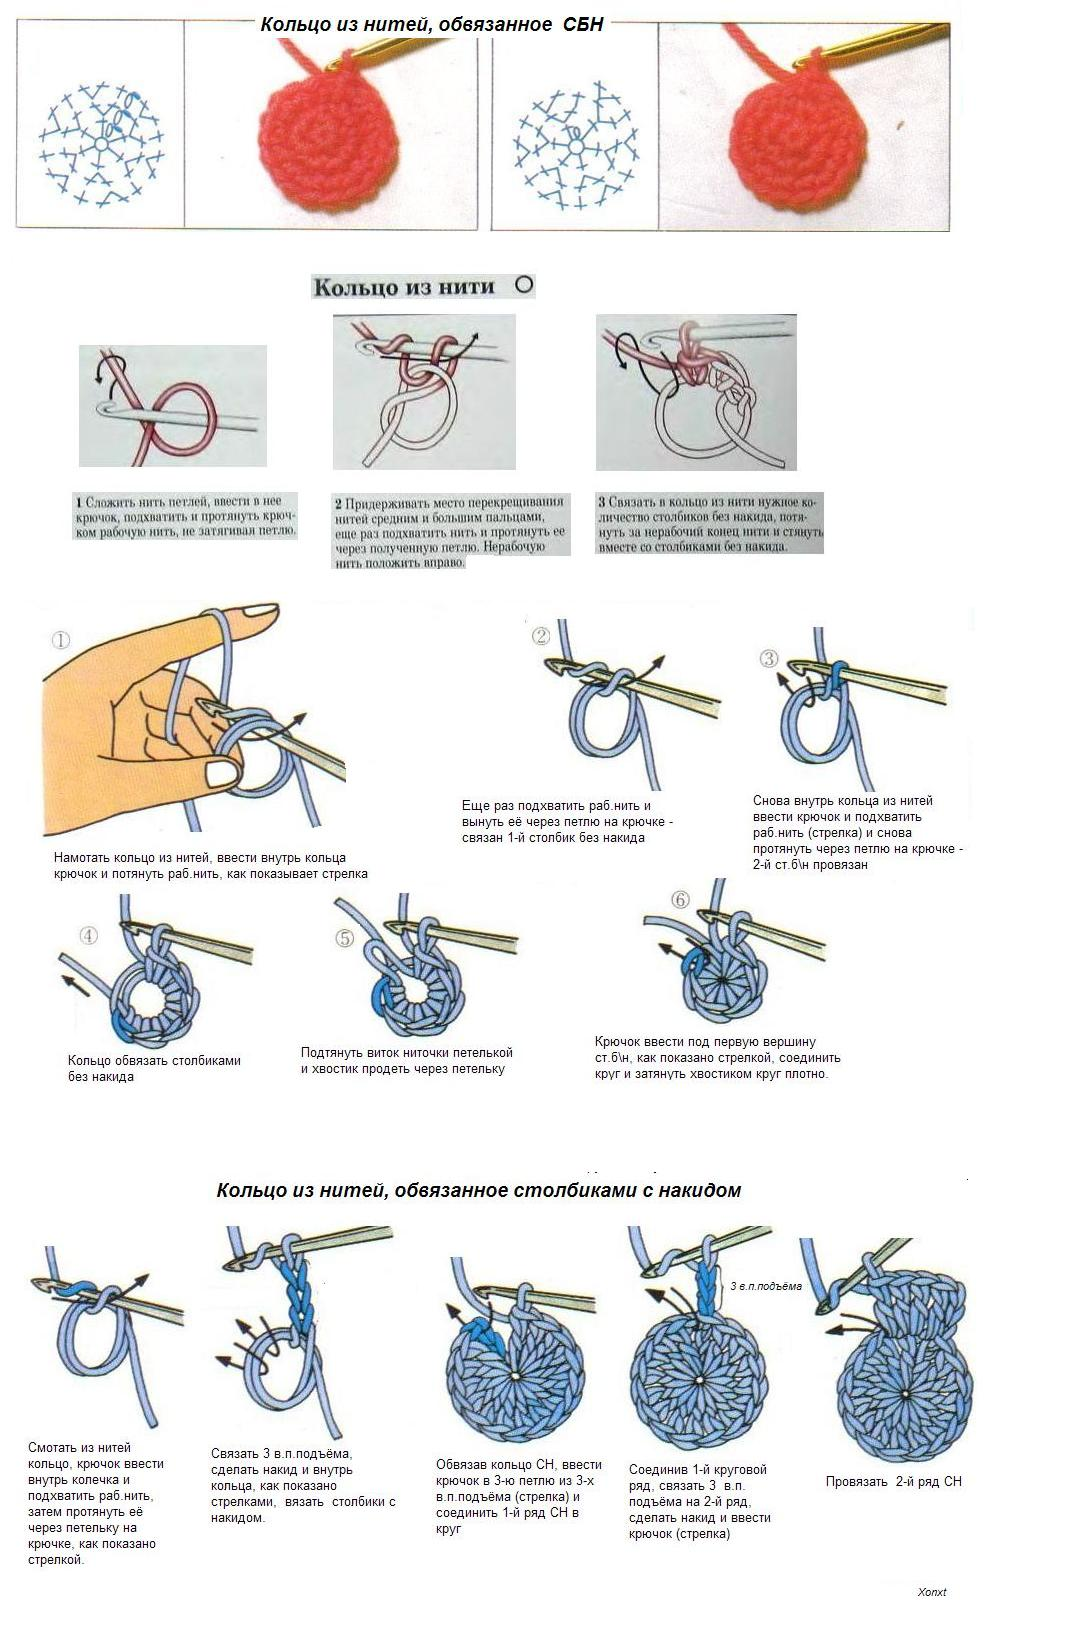 Кольцо из нитей, обвязанное СБН
Кольцо из нити
1 Сложить нить петлей, ввести в нее
крючок, подхватить и протянуть крюч-
ком рабочую нить, не затягивая петлю.
2 Придерживать место перекрещивания
нитей средним и большим пальцами,
еще раз подхватить нить и протянуть ее
через полученную петлю. Нерабочую
нить положить вправо.
3 Связать в кольцо из нити нужное ко-
личество столбиков без накида, потя-
нуть за нерабочий конец нити и стянуть
вместе со столбиками без накида.
1
Намотать кольцо из нитей, ввести внутрь кольца
крючок и потянуть раб.нить, как показывает стрелка
2
Еще раз подхватить раб.нить и
вынуть её через петлю на крючке -
связан 1-й столбик без накида
3
Снова внутрь кольца из нитей
ввести крючок и подхватить
раб.нить (стрелка) и снова
протянуть через петлю на крючке -
2-й ст.б\н провязан
4
Кольцо обвязать столбиками
без накида
5
Подтянуть виток ниточки петелькой
и хвостик продеть через петельку
6
Крючок ввести под первую вершину
ст.б\н, как показано стрелкой, соединить
круг и затянуть хвостиком круг плотно.
Кольцо из нитей, обвязанное столбиками с накидом
3 в.п.подъёма
Смотать из нитей
кольцо, крючок ввести
внутрь колечка и
подхватить раб.нить,
затем протянуть её
через петельку на
крючке, как показано
стрелкой.
Связать 3 в.п.подъёма,
сделать накид и внутрь
кольца, как показано
стрелками, вязать столбики с
накидом.
Обвязав кольцо СН, ввести
крючок в 3-ю петлю из 3-х
в.п.подъёма (стрелка) и
соединить 1-й ряд СН в
круг
Соединив 1-й круговой
ряд, связать 3 в.п.
подъёма на 2-й ряд,
сделать накид и ввести
крючок (стрелка)
Провязать 2-й ряд СН
Xonxt